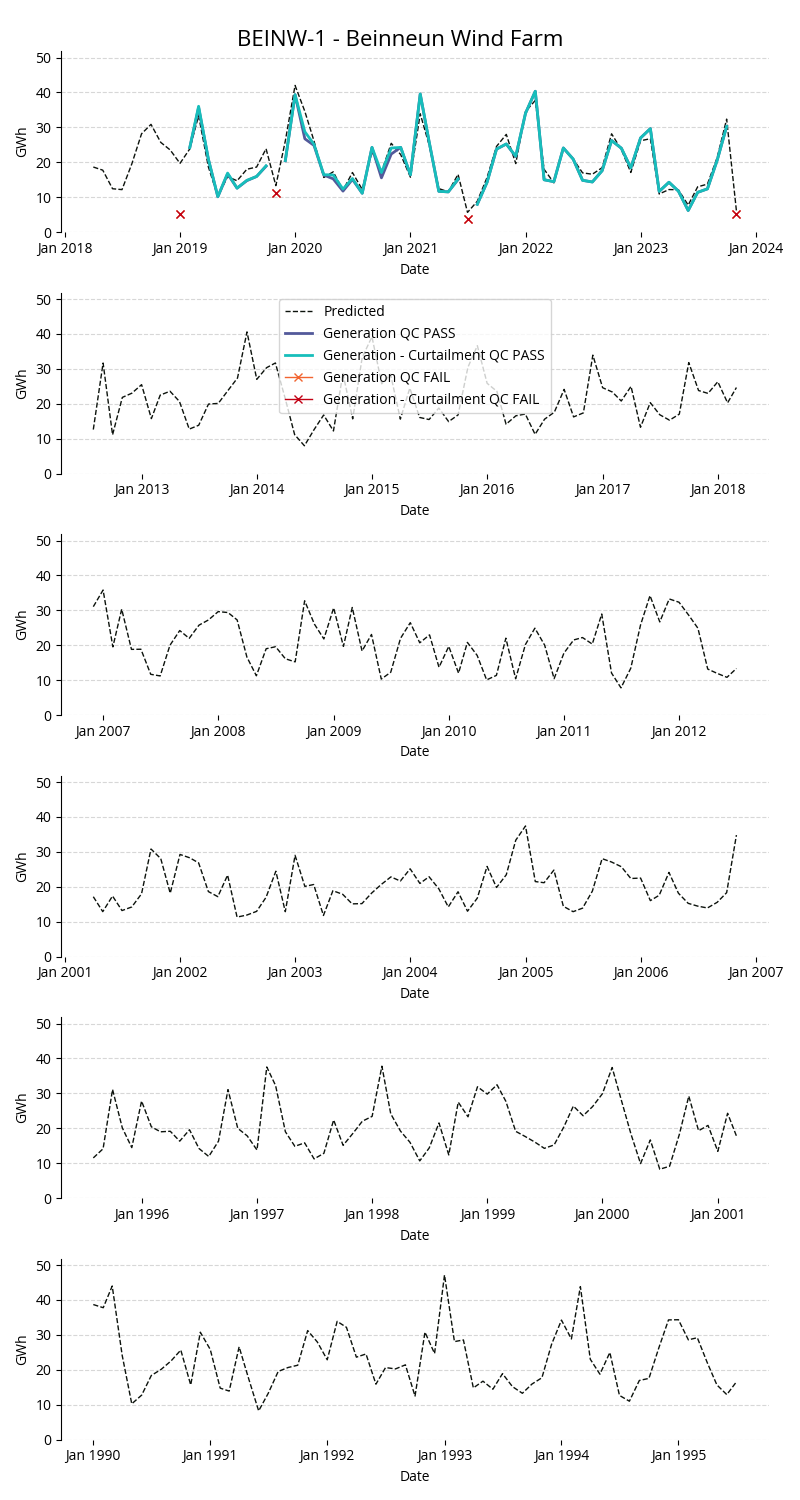 BEINW-1 - Beinneun Wind Farm
50
40
30
20
10
0
GWh
Jan 2018 Jan 2019 Jan 2020 Jan 2021 Jan 2022 Jan 2023 Jan 2024
Date
50
40
30
20
10
0
GWh
Predicted
Generation QC PASS
Generation - Curtailment QC PASS
Generation QC FAIL
Generation - Curtailment QC FAIL
Jan 2013 Jan 2014 Jan 2015 Jan 2016 Jan 2017 Jan 2018
Date
50
40
30
20
10
0
GWh
Jan 2007 Jan 2008 Jan 2009 Jan 2010 Jan 2011 Jan 2012
Date
50
40
30
20
10
0
GWh
Jan 2001 Jan 2002 Jan 2003 Jan 2004 Jan 2005 Jan 2006 Jan 2007
Date
50
40
30
20
10
0
GWh
Jan 1996 Jan 1997 Jan 1998 Jan 1999 Jan 2000 Jan 2001
Date
50
40
30
20
10
0
GWh
Jan 1990 Jan 1991 Jan 1992 Jan 1993 Jan 1994 Jan 1995
Date